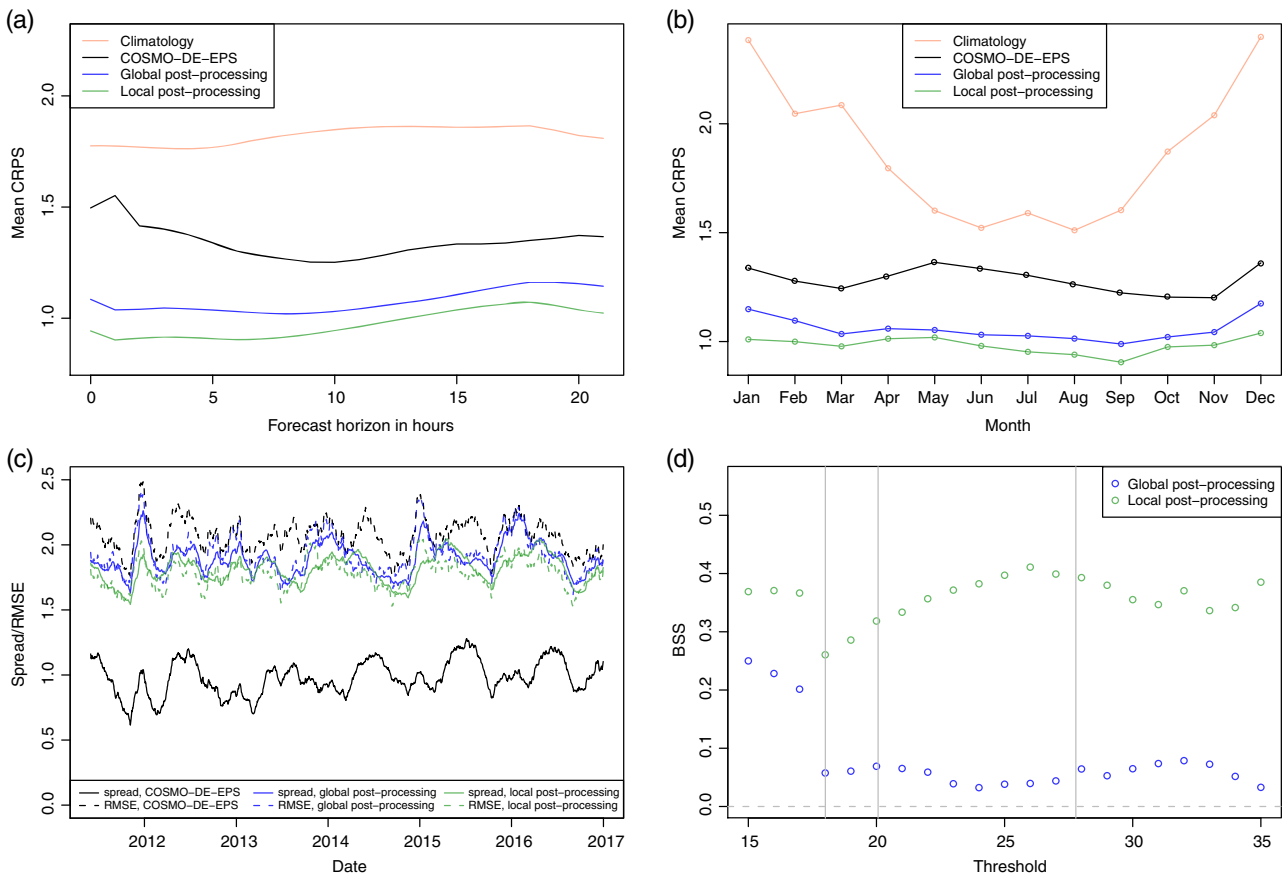 (a)
Climatology
COSMO−DE−EPS
Global post−processing
Local post−processing
Mean CRPS
2.0
1.5
1.0
0 5 10 15 20
Forecast horizon in hours
(b)
Climatology
COSMO−DE−EPS
Global post−processing
Local post−processing
Mean CRPS
2.0
1.5
1.0
Jan Feb Mar Apr May Jun Jul Aug Sep Oct Nov Dec
Month
(c)
Spread/RMSE
2.5
2.0
1.5
1.0
0.5
0.0
spread, COSMO−DE−EPS spread, global post−processing spread, local post−processing
RMSE, COSMO−DE−EPS RMSE, global post−processing RMSE, local post−processing
2012 2013 2014 2015 2016 2017
Date
(d)
Global post−processing
Local post−processing
BSS
0.5
0.4
0.3
0.2
0.1
0.0
15 20 25 30 35
Threshold